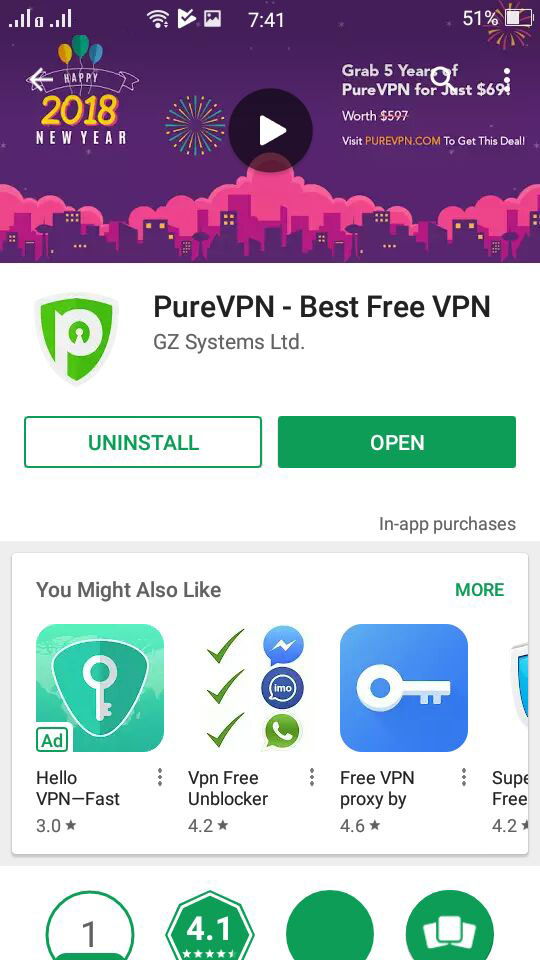 7:41
51%
HAPPY
2018
NEW YEAR
Grab 5 Years of
PureVPN for Just $69!
Worth $597
Visit PUREVPN.COM To Get This Deal!
PureVPN - Best Free VPN
GZ Systems Ltd.
UNINSTALL
OPEN
In-app purchases
You Might Also Like
MORE
imo
Ad
Hello
VPN—Fast
3.0 ★
Vpn Free
Unblocker
4.2 ★
Free VPN
proxy by
4.6 ★
Supe
Free
4.2 ★
1
4.1